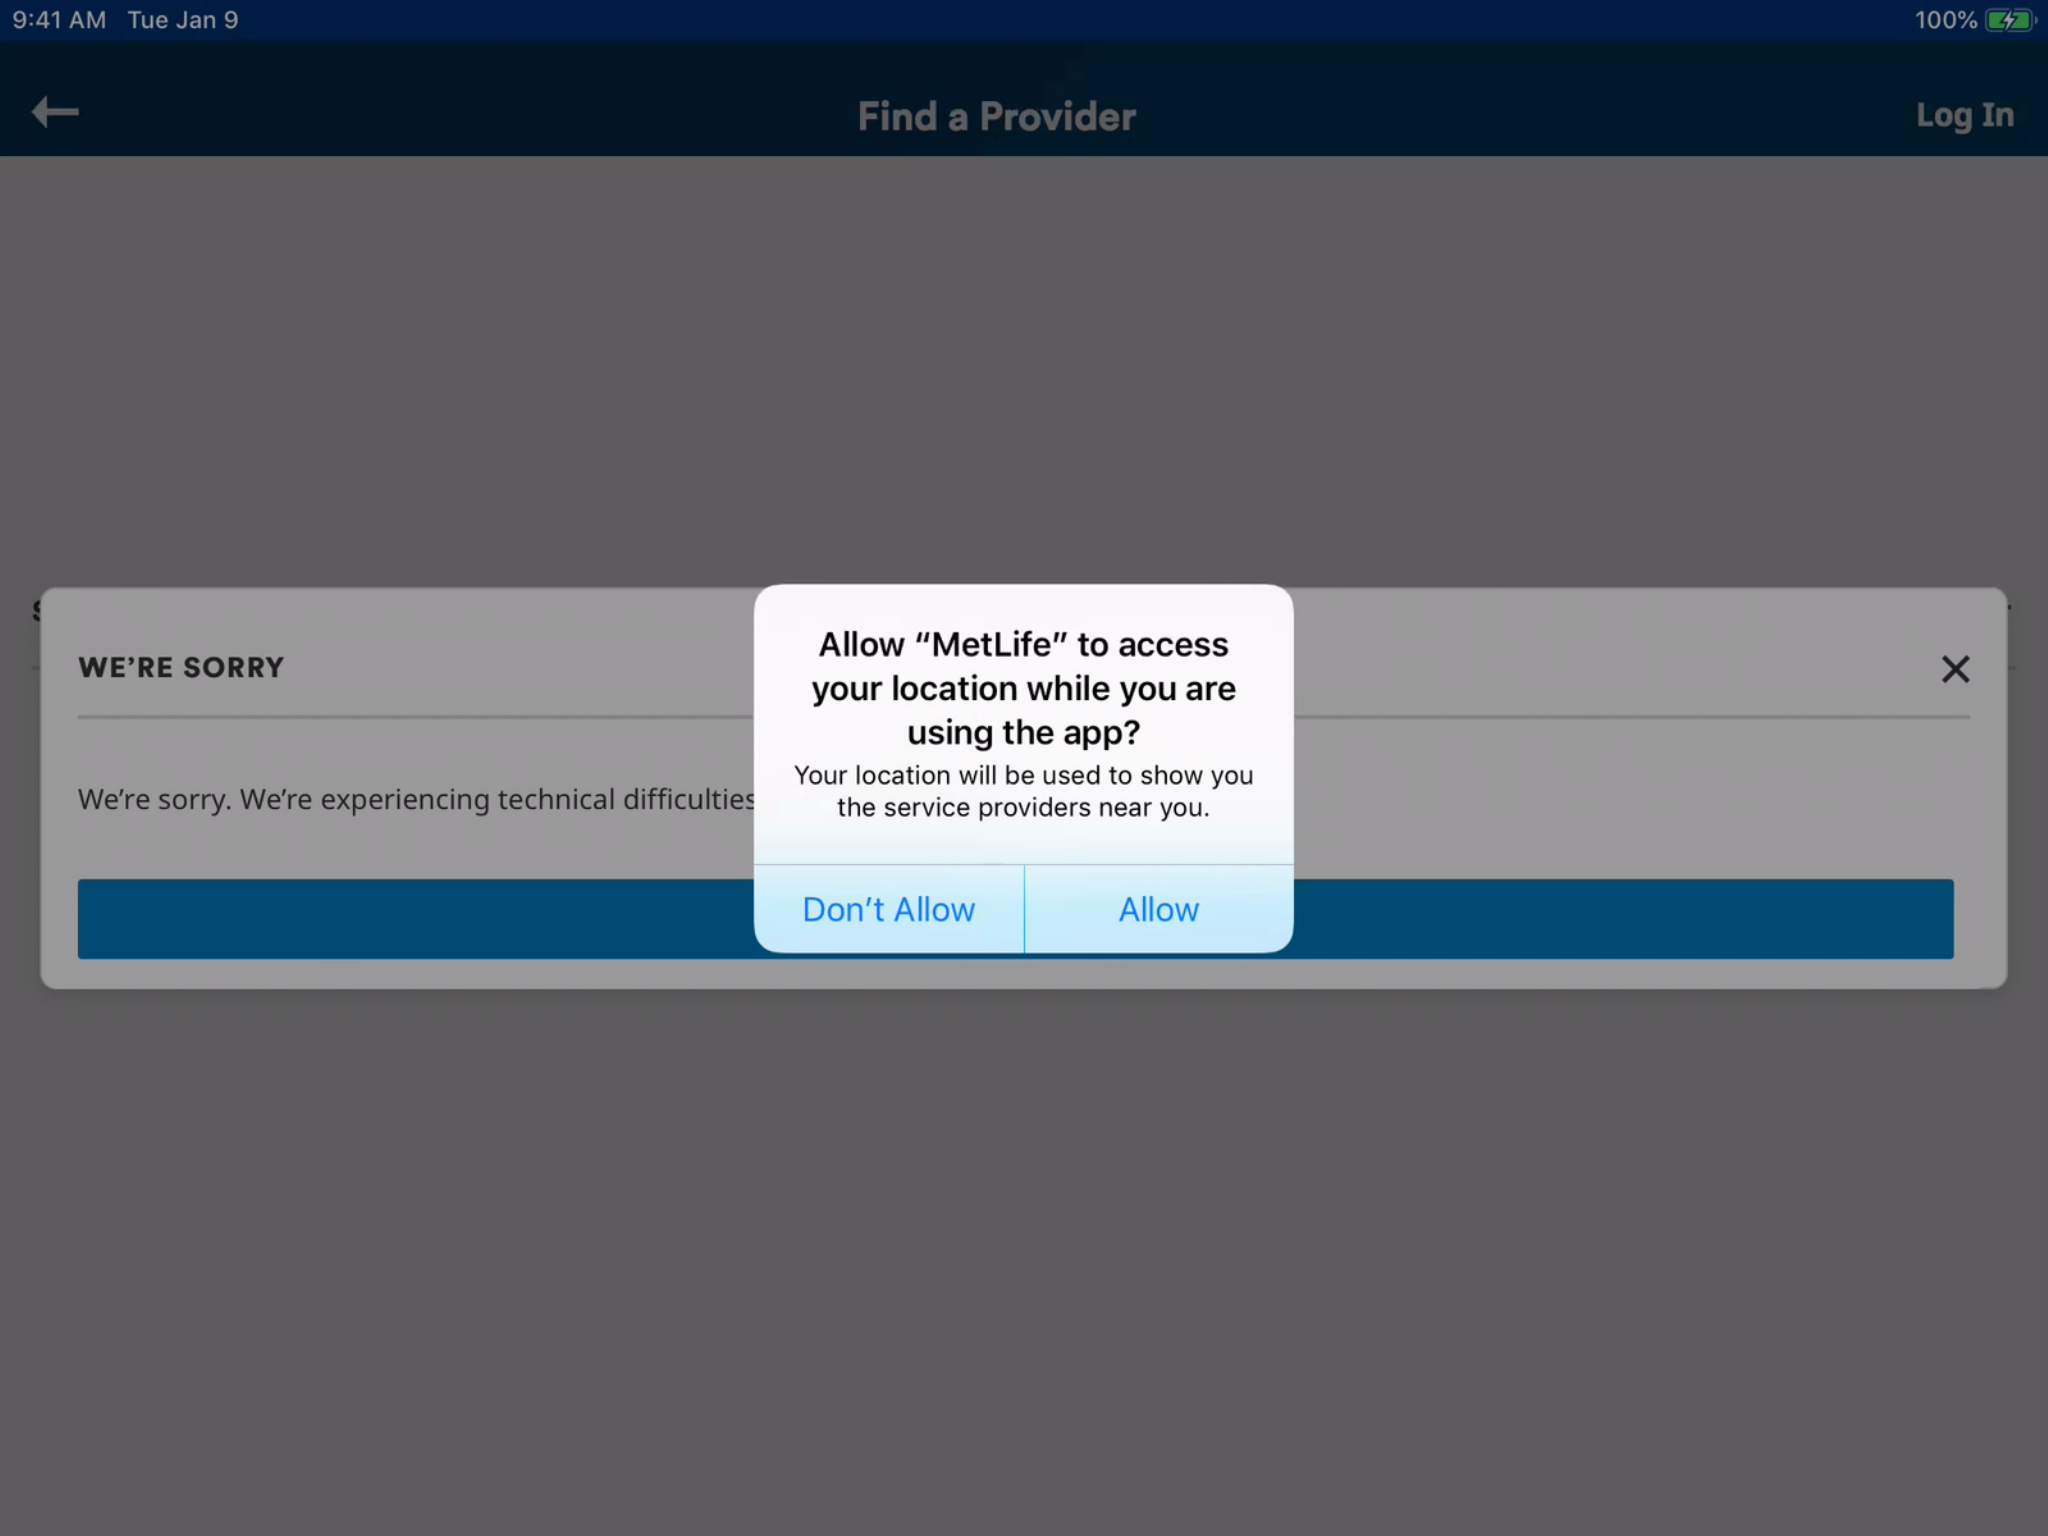 9:41 AM Tue Jan 9
100%
Find a Provider
Log In
WE’RE SORRY
We’re sorry. We’re experiencing technical difficulties
Allow “MetLife” to access
your location while you are
using the app?
Your location will be used to show you
the service providers near you.
Don’t Allow
Allow